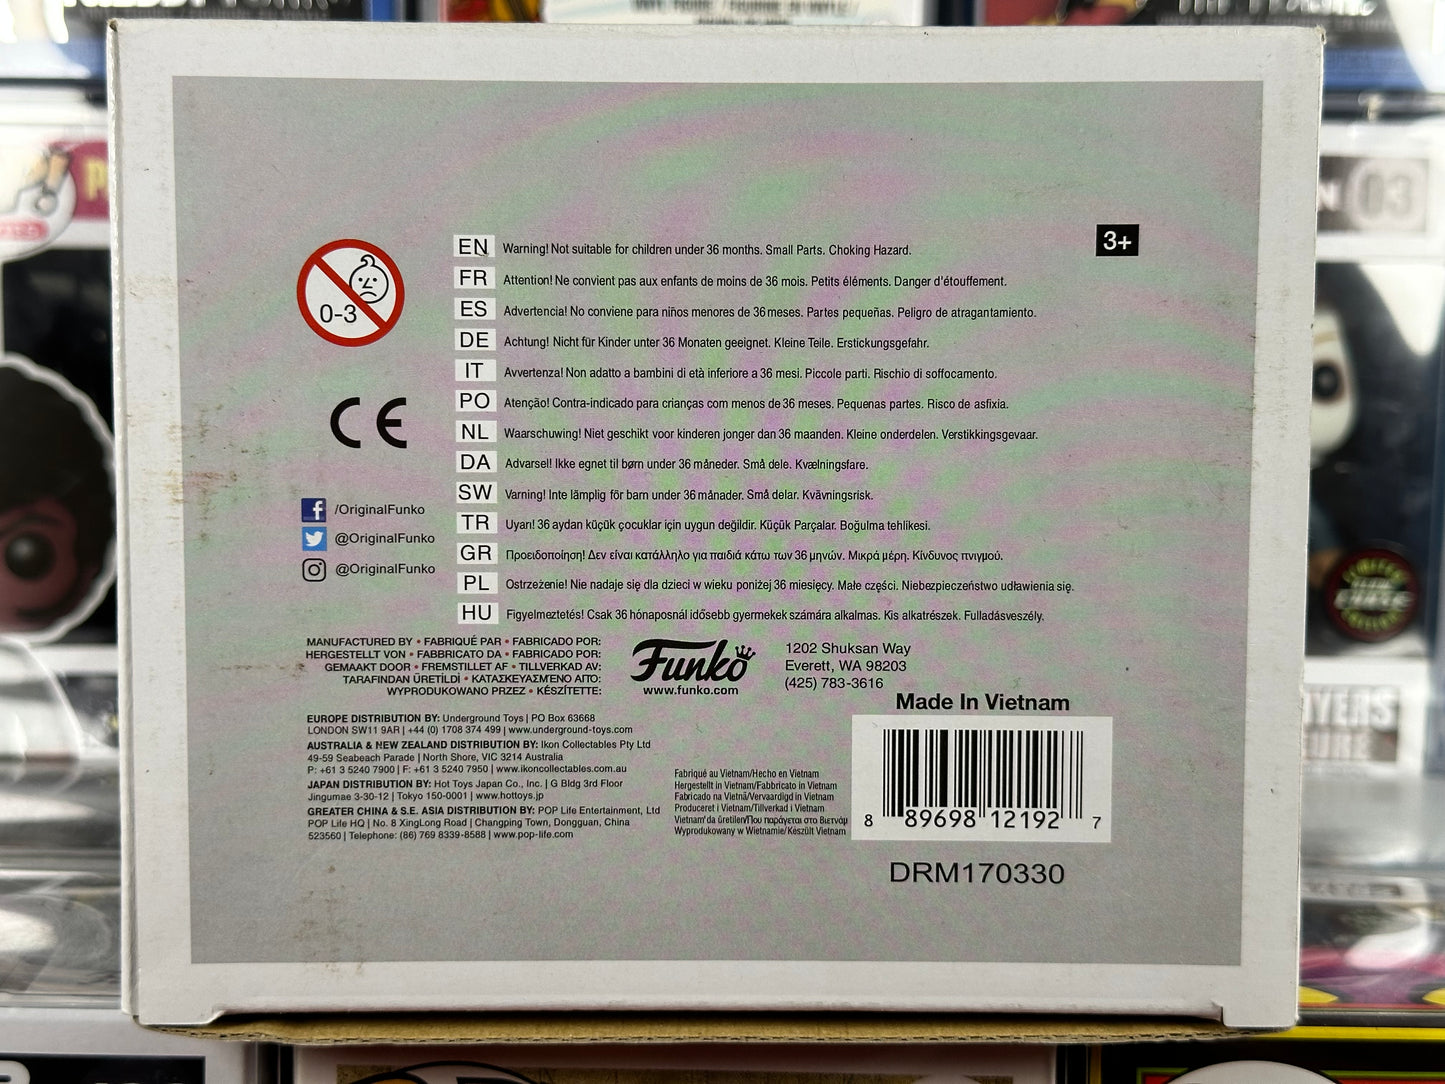 3+
0-3
EN Warning! Not suitable for children under 36 months. Small Parts. Choking Hazard.
FR Attention! Ne convient pas aux enfants de moins de 36 mois. Petits éléments. Danger d'étouffement.
ES Advertencia! No conviene para niños menores de 36 meses. Partes pequeñas. Peligro de atragantamiento.
DE Achtung! Nicht für Kinder unter 36 Monaten geeignet. Kleine Teile. Erstickungsgefahr.
IT Avvertenza! Non adatto a bambini di età inferiore a 36 mesi. Piccole parti. Rischio di soffocamento.
PO Atenção! Contra-indicado para crianças com menos de 36 meses. Pequenas partes. Risco de asfixia.
NL Waarschuwing! Niet geschikt voor kinderen jonger dan 36 maanden. Kleine onderdelen. Verstikkingsgevaar.
DA Advarsel! Ikke egnet til børn under 36 måneder. Små dele. Kvælningsfare.
SW Varning! Inte lämplig för barn under 36 månader. Små delar. Kvävningsrisk.
TR Uyarı! 36 aydan küçük çocuklar için uygun değildir. Küçük Parçalar. Boğulma tehlikesi.
GR Προειδοποίηση! Δεν είναι κατάλληλο για παιδιά κάτω των 36 μηνών. Μικρά μέρη. Κίνδυνος πνιγμού.
PL Ostrzeżenie! Nie nadaje się dla dzieci w wieku poniżej 36 miesięcy. Małe części. Niebezpieczeństwo udławienia się.
HU Figyelmeztetés! Csak 36 hónaposnál idősebb gyermekek számára alkalmas. Kis alkatrészek. Fulladásveszély.
CE
/OriginalFunko
@OriginalFunko
@OriginalFunko
MANUFACTURED BY • FABRIQUÉ PAR • FABRICADO POR:
HERGESTELLT VON • FABBRICATO DA • FABRICADO POR:
GEMAAKT DOOR • FREMSTILLET AF • TILLVERKAD AV:
TARAFINDAN ÜRETİLDİ • ΚΑΤΑΣΚΕΥΑΣΜΈΝΟ ΑΠΌ:
WYPRODUKOWANO PRZEZ • KÉSZÍTETTE:
Funko
www.funko.com
1202 Shuksan Way
Everett, WA 98203
(425) 783-3616
EUROPE DISTRIBUTION BY: Underground Toys | PO Box 63668
LONDON SW11 9AR | +44 (0) 1708 374 499 | www.underground-toys.com
AUSTRALIA & NEW ZEALAND DISTRIBUTION BY: Ikon Collectables Pty Ltd
49-59 Seabeach Parade | North Shore, VIC 3214 Australia
P: +61 3 5240 7900 | F: +61 3 5240 7950 | www.ikoncollectables.com.au
JAPAN DISTRIBUTION BY: Hot Toys Japan Co., Inc. | G Bldg 3rd Floor
Jingumae 3-30-12 | Tokyo 150-0001 | www.hottoys.jp
GREATER CHINA & S.E. ASIA DISTRIBUTION BY: POP Life Entertainment, Ltd
POP Life HQ | No. 8 XingLong Road | Changping Town, Dongguan, China
523560 | Telephone: (86) 769 8339-8588 | www.pop-life.com
Fabriqué au Vietnam/Hecho en Vietnam
Hergestellt in Vietnam/Fabbricato in Vietnam
Fabricado na Vietnã/Vervaardigd in Vietnam
Produceret i Vietnam/Tillverkad i Vietnam
Vietnam'da üretilen/Που παράγεται στο Βιετνάμ
Wyprodukowany w Wietnamie/Készült Vietnam
Made In Vietnam
8 89698 12192 7
DRM170330
03